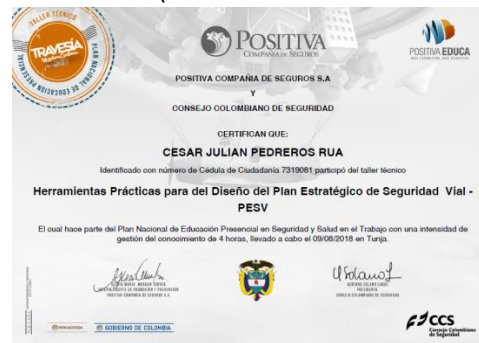 TALLER TÉCNICO
TRAVESÍA
PLAN NACIONAL DE EDUCACIÓN PRESENCIAL
POSITIVA
COMPAÑIA DE SEGUROS
POSITIVA EDUCA
POSITIVA COMPAÑIA DE SEGUROS S.A
Y
CONSEJO COLOMBIANO DE SEGURIDAD
CERTIFICAN QUE:
CESAR JULIAN PEDREROS RUA
Identificado con número de Cédula de Ciudadanía 7319081 participó del taller técnico
Herramientas Prácticas para del Diseño del Plan Estratégico de Seguridad Vial -
PESV
El cual hace parte del Plan Nacional de Educación Presencial en Seguridad y Salud en el Trabajo con una intensidad de
gestión del conocimiento de 4 horas, llevado a cabo el 09/08/2018 en Tunja.
POSITIVA COMPAÑIA DE SEGUROS S.A
PRESIDENTE
CONSEJO COLOMBIANO DE SEGURIDAD
GOBIERNO DE COLOMBIA
CCS
Consejo Colombiano
de Seguridad